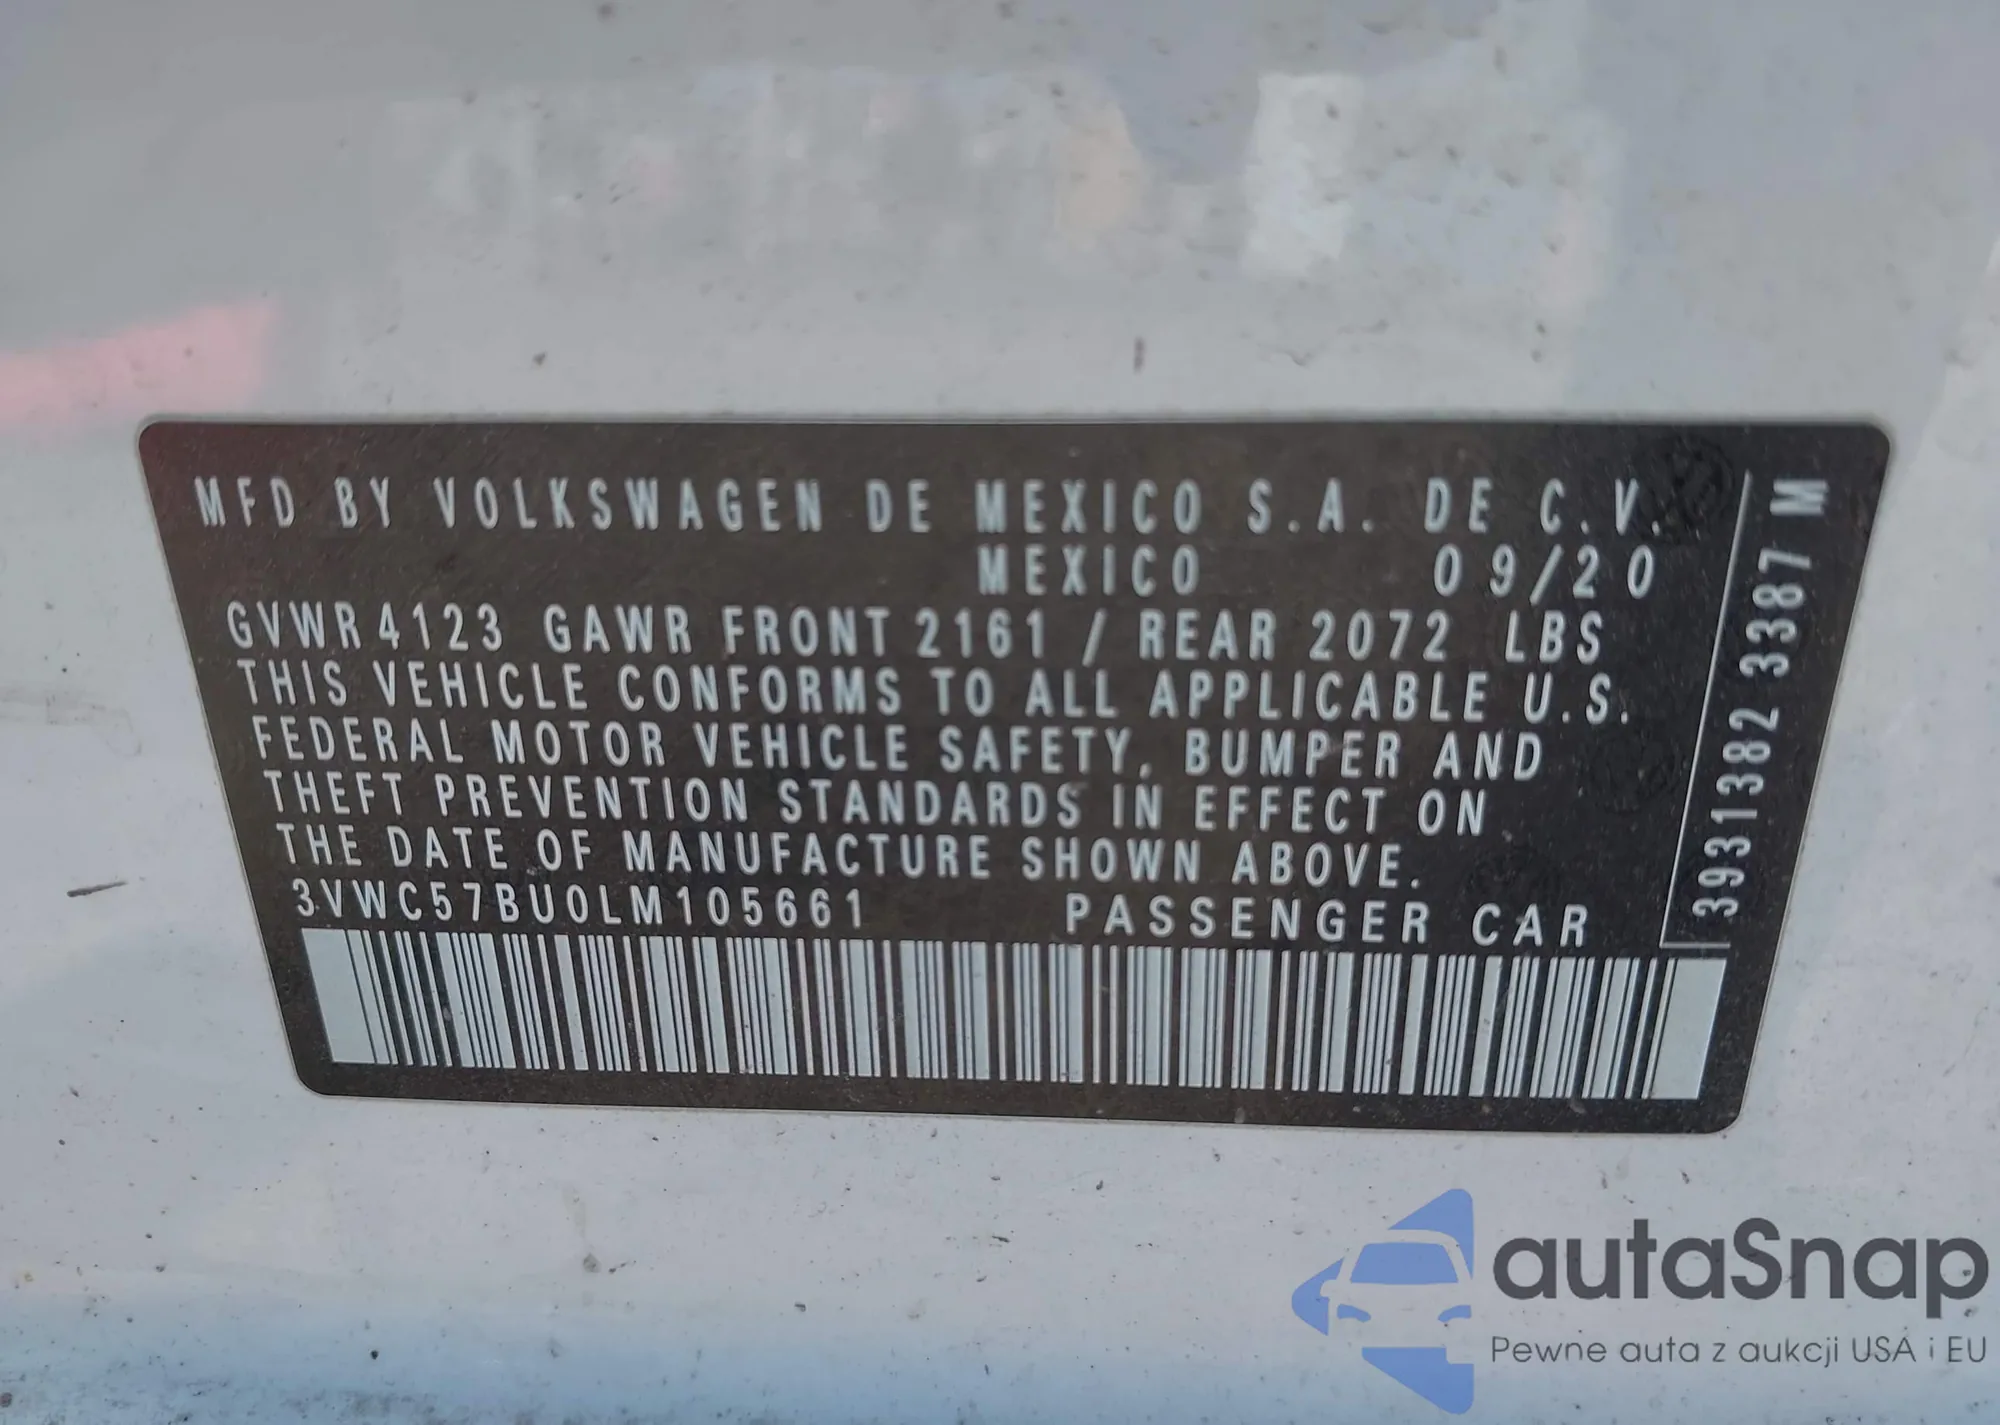 MFD BY VOLKSWAGEN DE MEXICO S.A. DE C.V.
MEXICO 09/20
GVWR 4123 GAWR FRONT 2161 / REAR 2072 LBS
THIS VEHICLE CONFORMS TO ALL APPLICABLE U.S.
FEDERAL MOTOR VEHICLE SAFETY, BUMPER AND
THEFT PREVENTION STANDARDS IN EFFECT ON
THE DATE OF MANUFACTURE SHOWN ABOVE.
3VWC57BU0LM105661 PASSENGER CAR
3931382 3387 M
autaSnap
Pewne auta z aukcji USA i EU